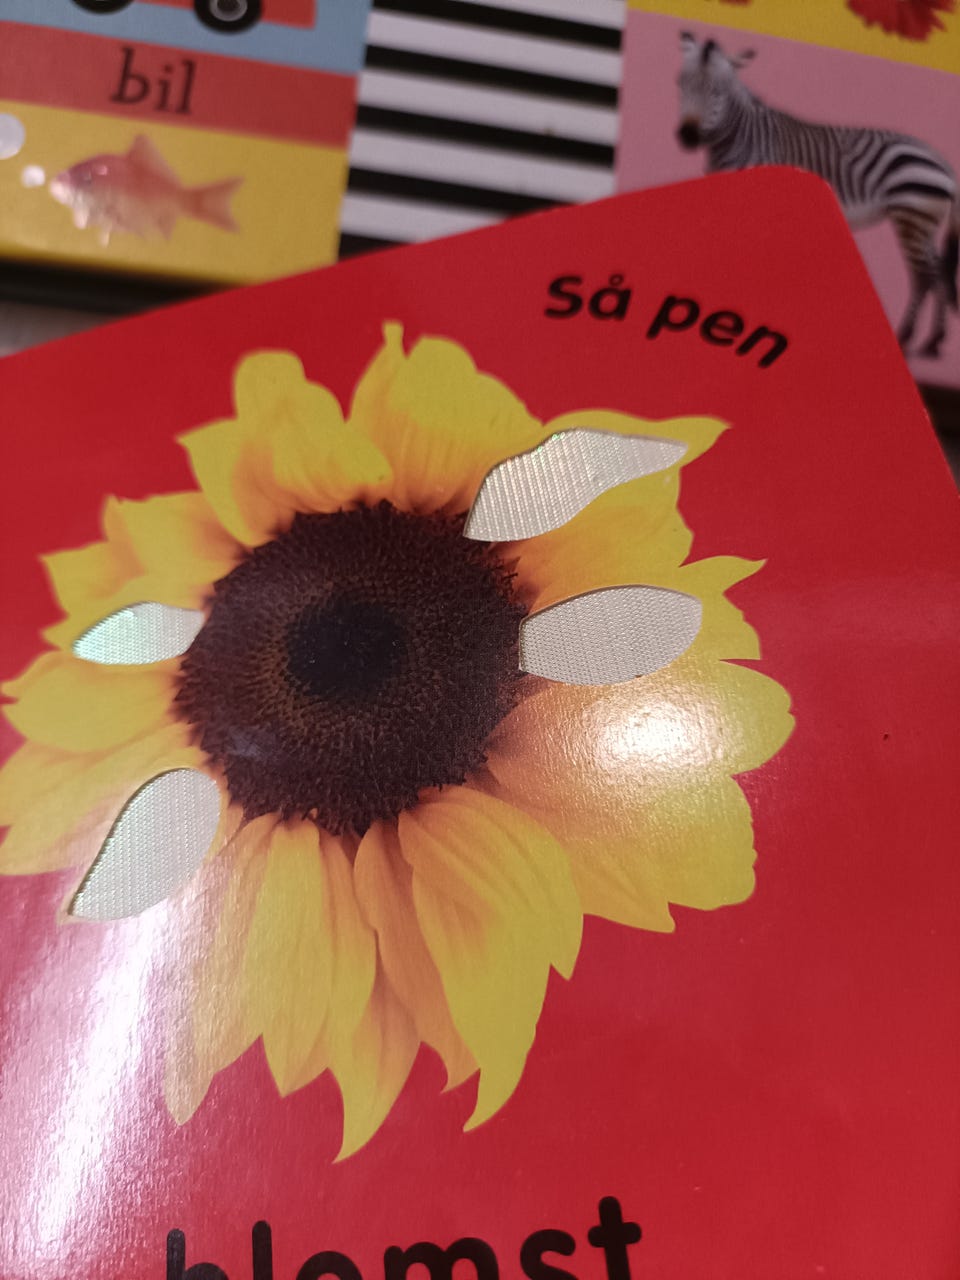 bil
så pen
blomst